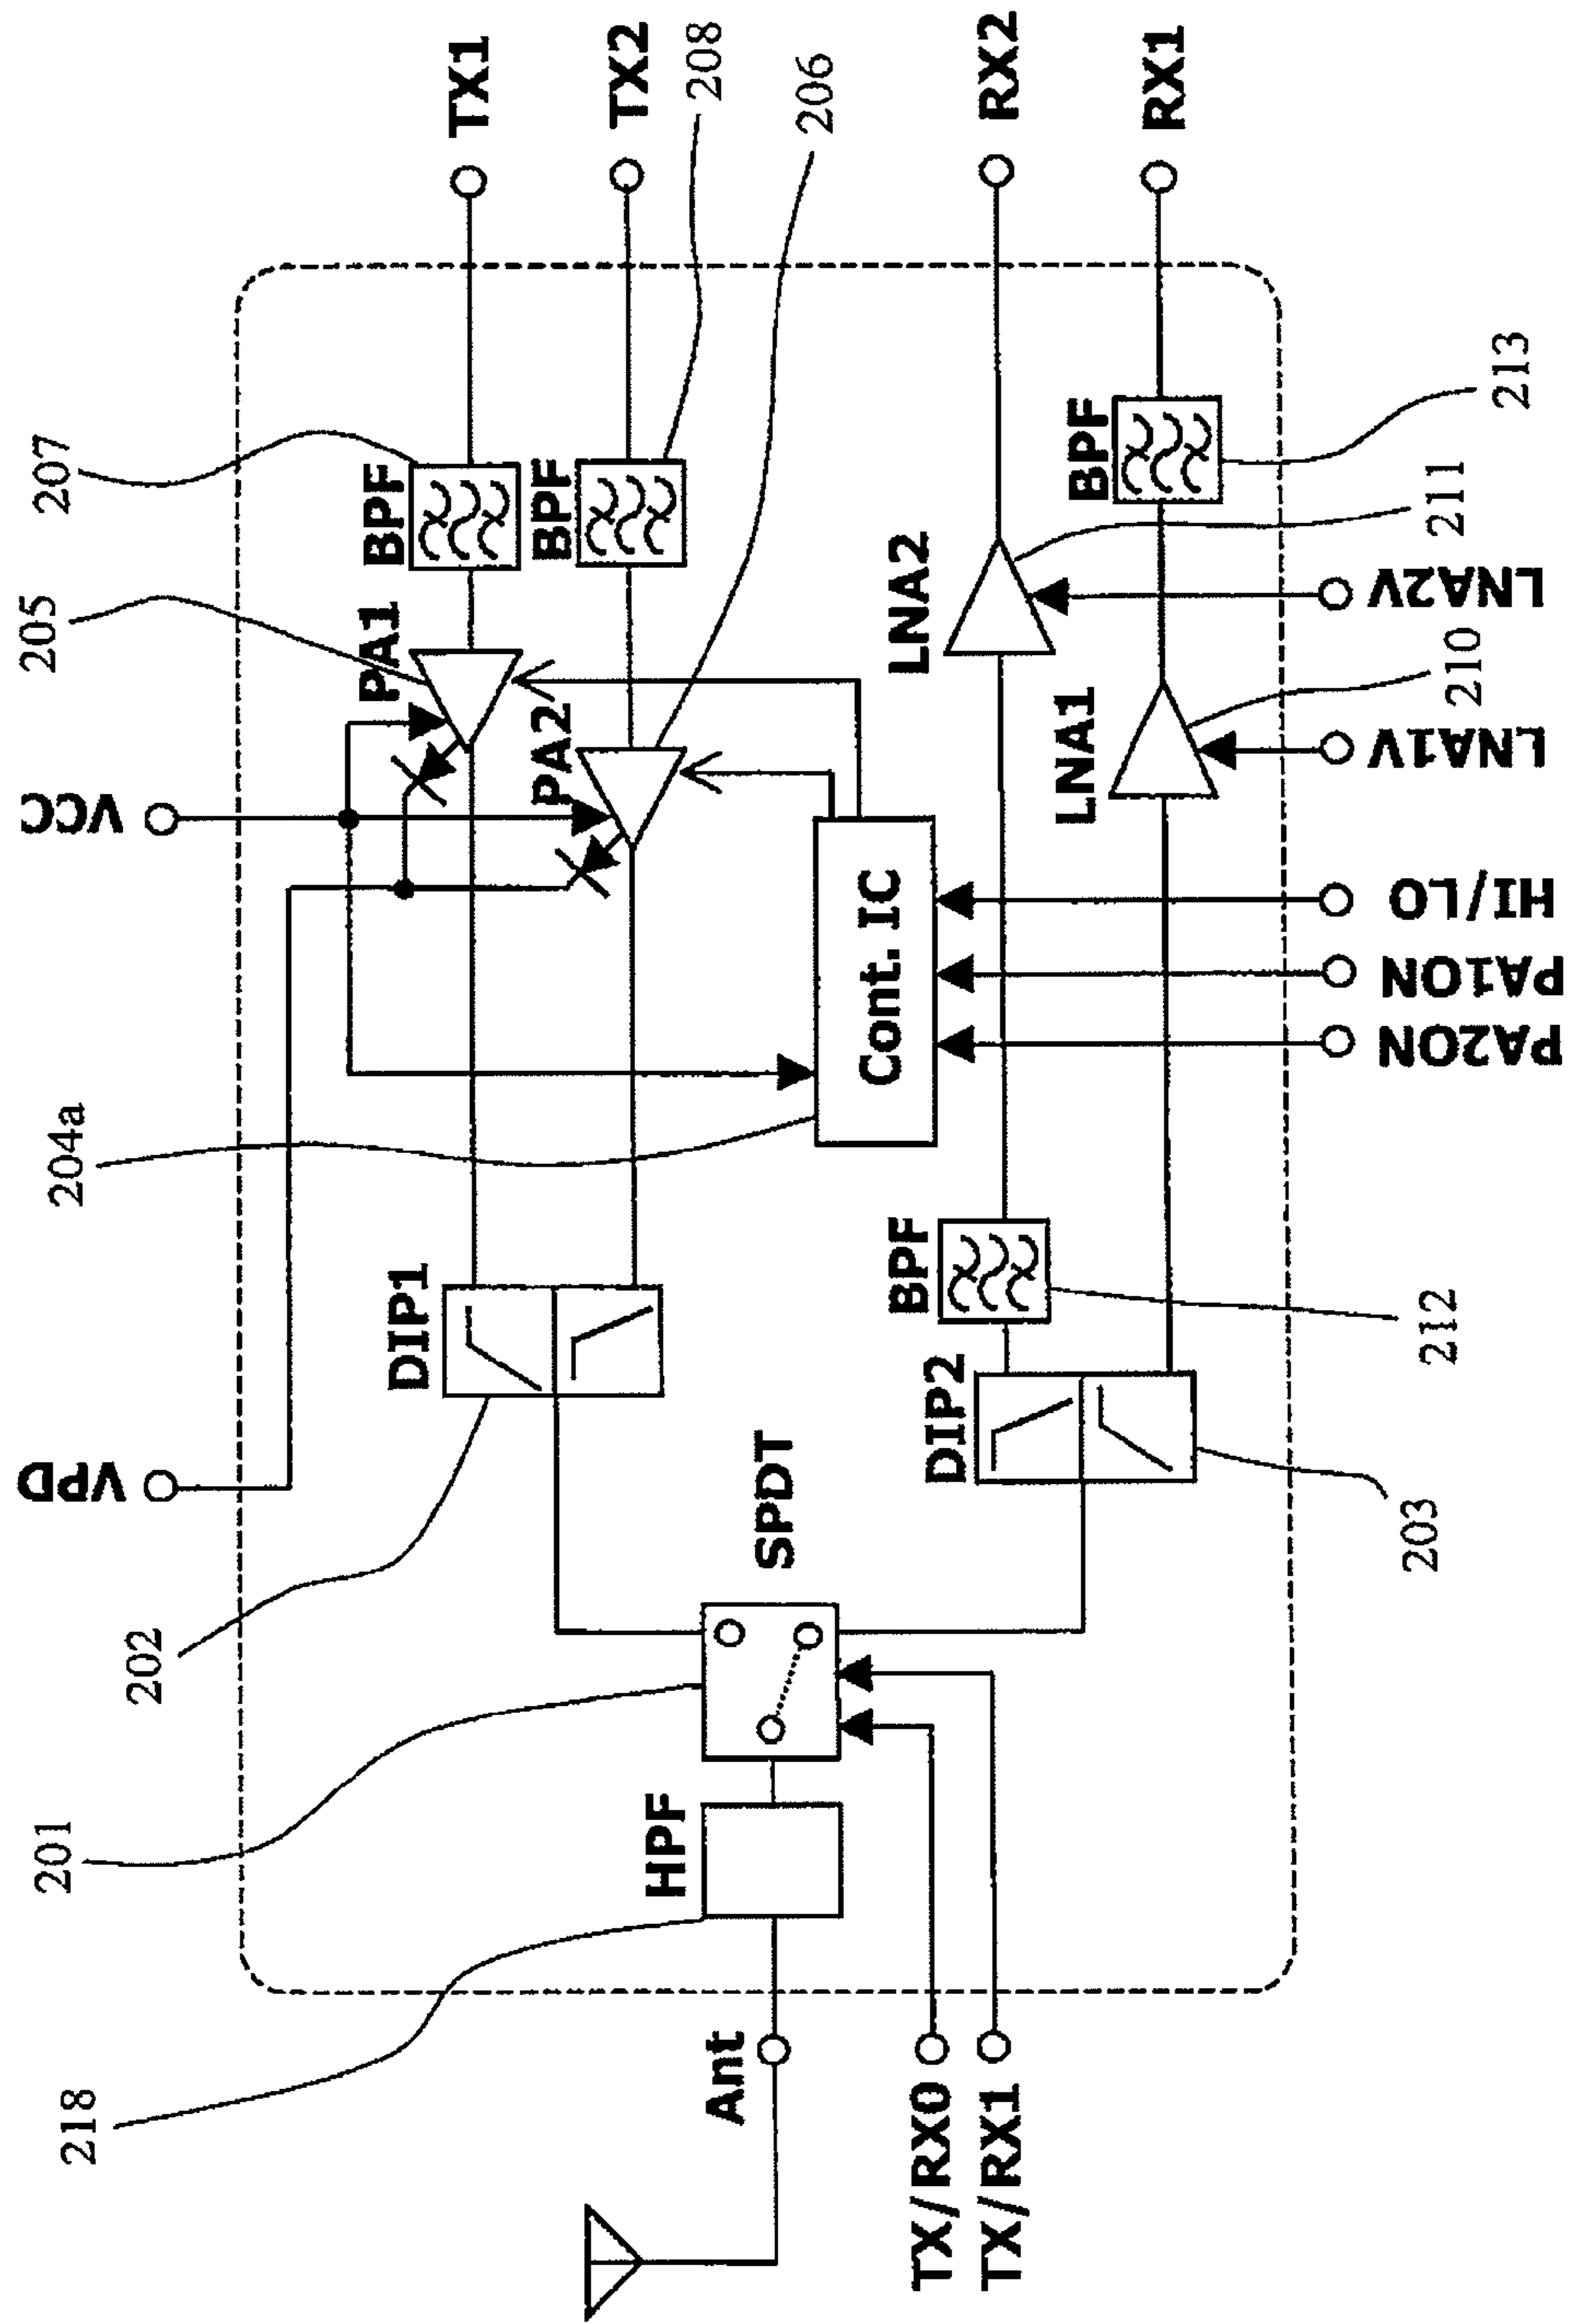 VPD
VCC
204a
205
207
202
201
218
DIP1
PA1
BPF
TX1
PA2
BPF
TX2
208
206
Ant
HPF
SPDT
Cont. IC
TX/RX0
TX/RX1
DIP2
BPF
LNA2
RX2
LNA1
BPF
RX1
203
212
210
211
213
PA2ON
PA1ON
HI/LO
LNA1V
LNA2V